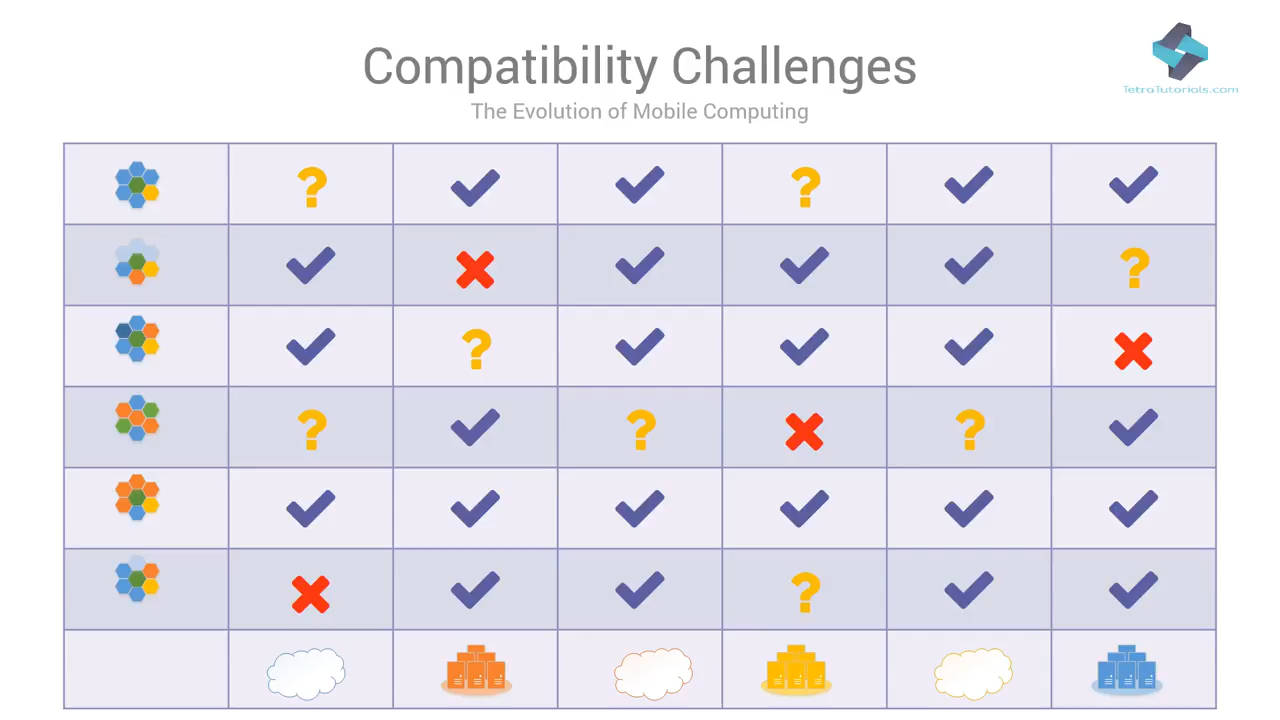 Compatibility Challenges
The Evolution of Mobile Computing
TetraTutorials.com
? ?
?
?
? ? ?
?